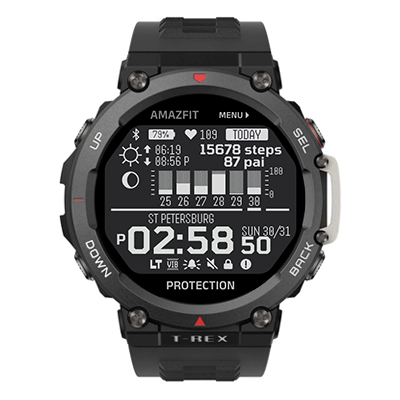 AMAZFIT MENU
79% 109 TODAY
06:19 15678 steps
08:56 P 87 pai
100
0
25 26 27 28 29 30
ST PETERSBURG
SUN 30/31
P 02:58 50
LT VIB
PROTECTION
UP
SEL
DOWN
BACK
T-REX